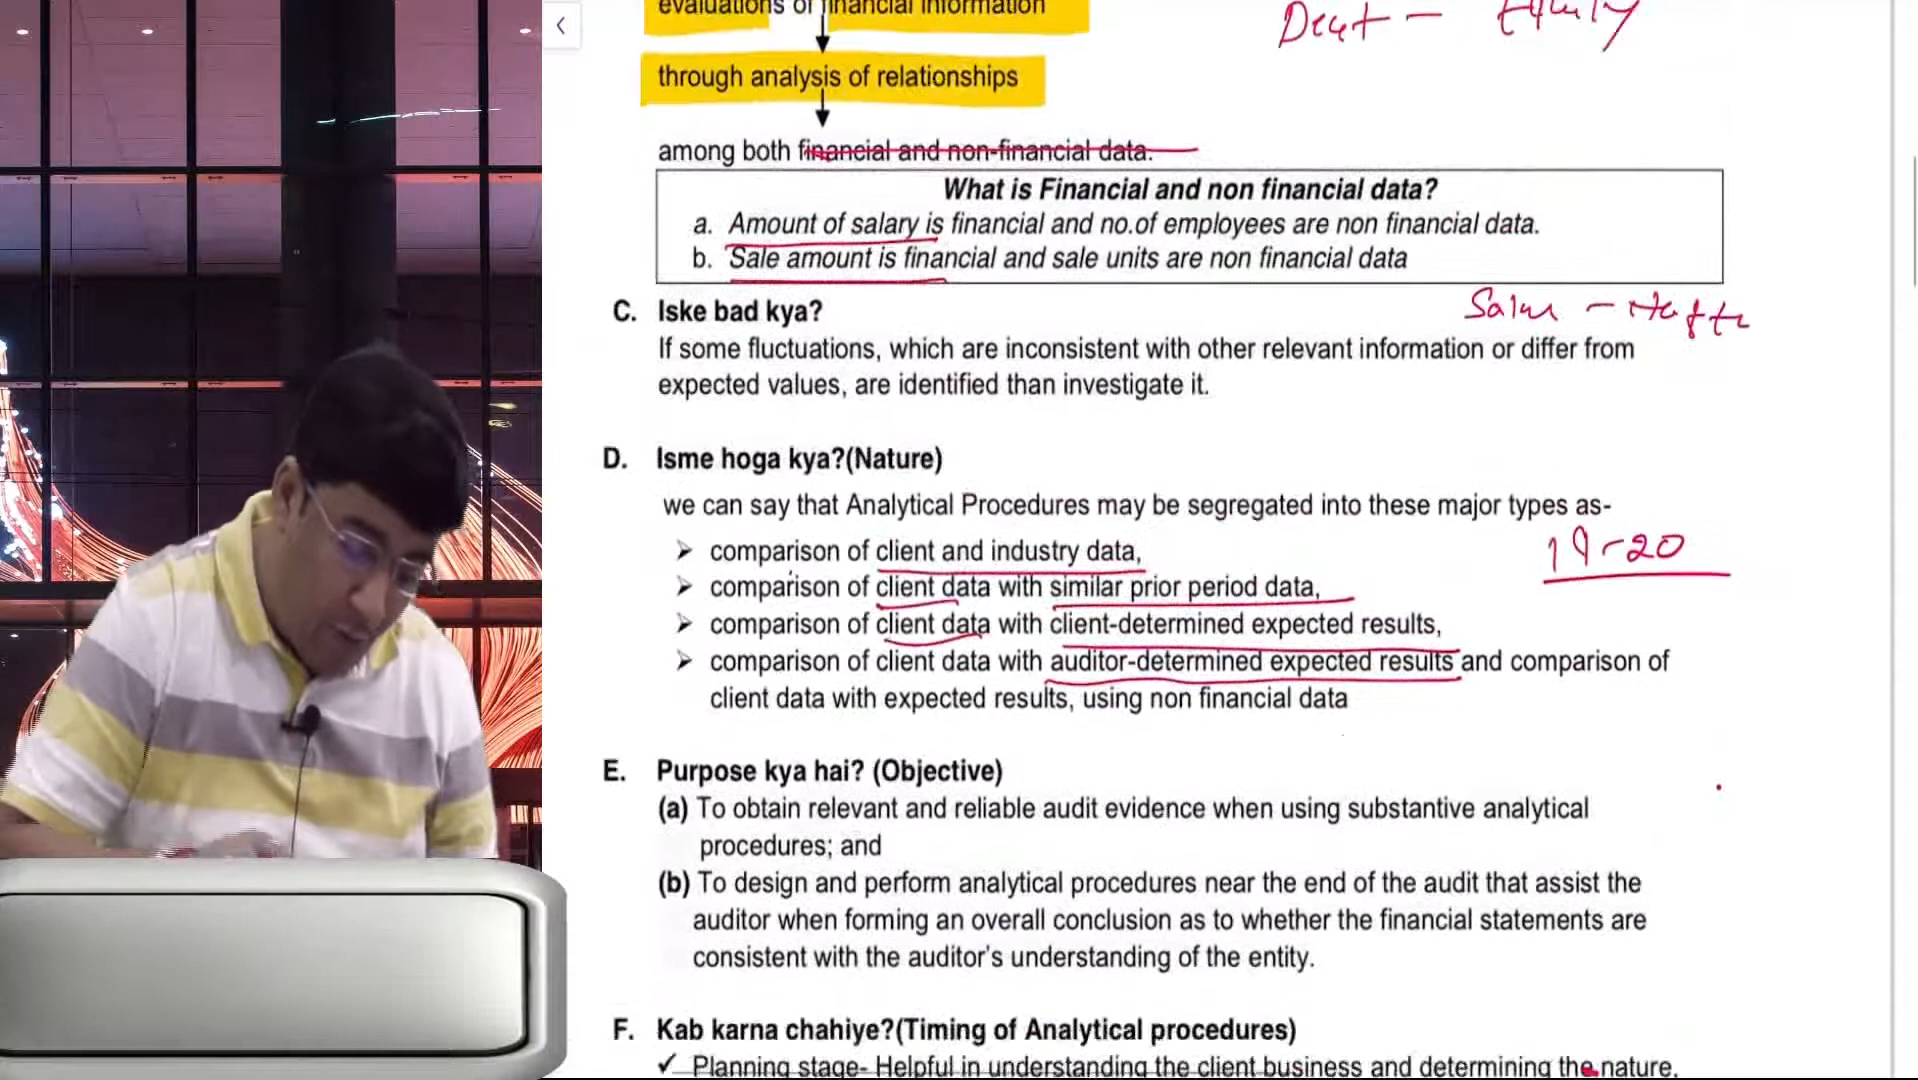 evaluations of financial information
through analysis of relationships
among both financial and non-financial data.
What is Financial and non financial data?
a. Amount of salary is financial and no.of employees are non financial data.
b. Sale amount is financial and sale units are non financial data
C. Iske bad kya?
If some fluctuations, which are inconsistent with other relevant information or differ from
expected values, are identified than investigate it.
D. Isme hoga kya?(Nature)
we can say that Analytical Procedures may be segregated into these major types as-
19-20
➢ comparison of client and industry data,
➢ comparison of client data with similar prior period data,
➢ comparison of client data with client-determined expected results,
➢ comparison of client data with auditor-determined expected results and comparison of
client data with expected results, using non financial data
E. Purpose kya hai? (Objective)
(a) To obtain relevant and reliable audit evidence when using substantive analytical
procedures; and
(b) To design and perform analytical procedures near the end of the audit that assist the
auditor when forming an overall conclusion as to whether the financial statements are
consistent with the auditor's understanding of the entity.
F. Kab karna chahiye?(Timing of Analytical procedures)
✓ Planning stage- Helpful in understanding the client business and determining the nature,